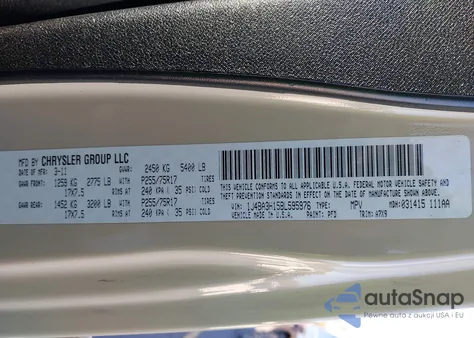 MFD BY CHRYSLER GROUP LLC
DATE OF MFR: 3-11 GVWR: 2450 KG 5400 LB
GAWR FRONT: 1258 KG 2775 LB WITH P255/75R17 TIRES
17X7.5 RIMS AT 240 KPA ( 35 PSI) COLD
GAWR REAR: 1452 KG 3200 LB WITH P255/75R17 TIRES
17X7.5 RIMS AT 240 KPA ( 35 PSI) COLD
THIS VEHICLE CONFORMS TO ALL APPLICABLE U.S.A. FEDERAL MOTOR VEHICLE SAFETY, BUMPER, AND
THEFT PREVENTION STANDARDS IN EFFECT ON THE DATE OF MANUFACTURE SHOWN ABOVE.
VEHICLE MADE IN U.S.A. PAINT: PFD TRIM: A7X9
VIN: 1J4BA3H15BL595976 TYPE: MPV MDH: 031415 111AA
autoSnap
Pewne auta z aukcji USA i EU